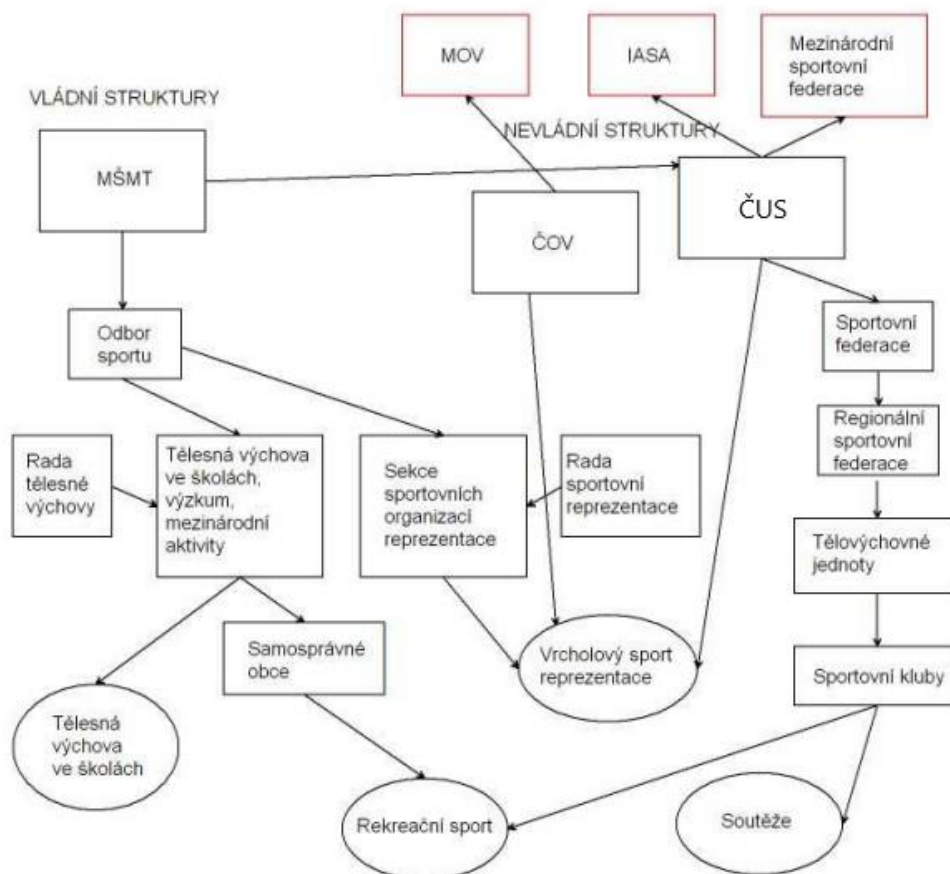 MOV
IASA
Mezinárodní
sportovní
federace
VLÁDNÍ STRUKTURY
NEVLÁDNÍ STRUKTURY
MŠMT
ČOV
ČUS
Odbor
sportu
Sportovní
federace
Rada
tělesné
výchovy
Tělesná výchova
ve školách,
výzkum,
mezinárodní
aktivity
Sekce
sportovních
organizací
reprezentace
Rada
sportovní
reprezentace
Regionální
sportovní
federace
Tělovýchovné
jednoty
Samosprávné
obce
Vrcholový sport
reprezentace
Sportovní kluby
Tělesná
výchova
ve školách
Rekreační sport
Soutěže